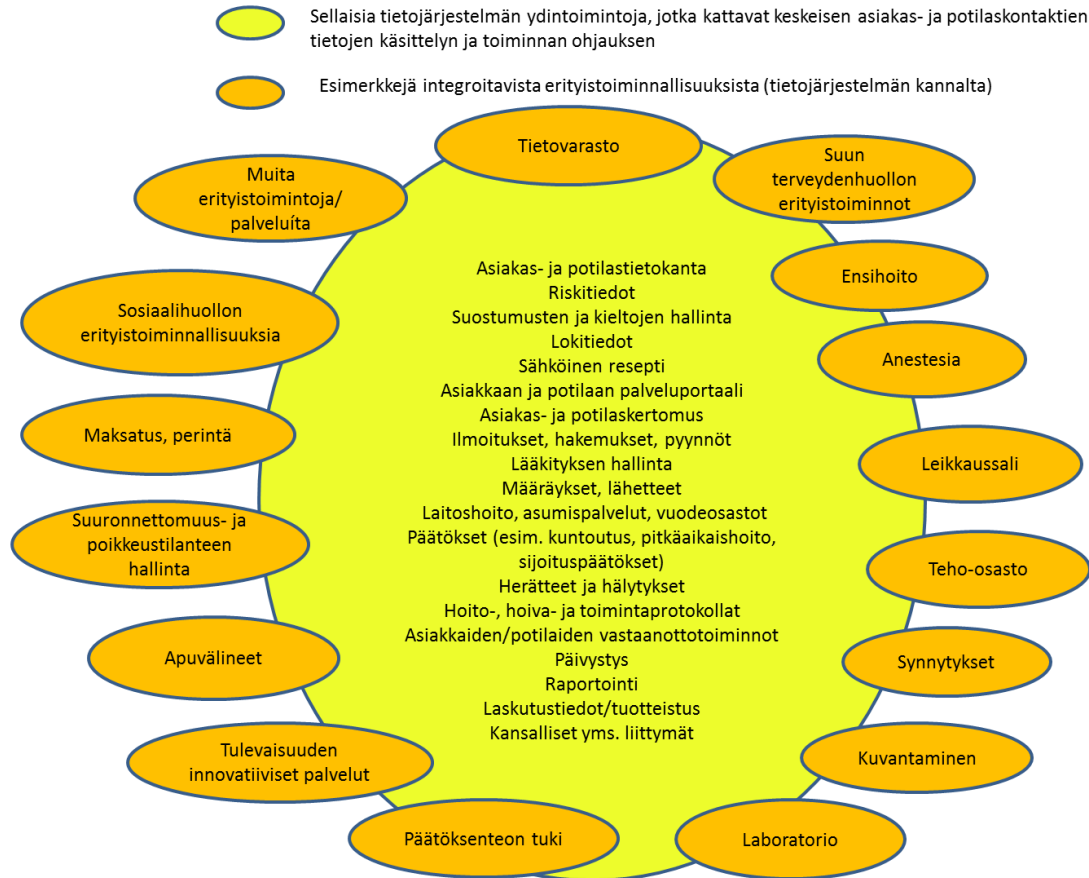 Sellaisia tietojärjestelmän ydintoimintoja, jotka kattavat keskeisen asiakas- ja potilaskontaktien
tietojen käsittelyn ja toiminnan ohjauksen
Esimerkkejä integroitavista erityistoiminnallisuuksista (tietojärjestelmän kannalta)
Tietovarasto
Suun
terveydenhuollon
erityistoiminnot
Ensihoito
Anestesia
Leikkaussali
Teho-osasto
Synnytykset
Kuvantaminen
Laboratorio
Päätöksenteon tuki
Tulevaisuuden
innovatiiviset palvelut
Apuvälineet
Suuronnettomuus- ja
poikkeustilanteen
hallinta
Maksatus, perintä
Sosiaalihuollon
erityistoiminnallisuuksia
Muita
erityistoimintoja/
palveluíta
Asiakas- ja potilastietokanta
Riskitiedot
Suostumusten ja kieltojen hallinta
Lokitiedot
Sähköinen resepti
Asiakkaan ja potilaan palveluportaali
Asiakas- ja potilaskertomus
Ilmoitukset, hakemukset, pyynnöt
Lääkityksen hallinta
Määräykset, lähetteet
Laitoshoito, asumispalvelut, vuodeosastot
Päätökset (esim. kuntoutus, pitkäaikaishoito,
sijoituspäätökset)
Herätteet ja hälytykset
Hoito-, hoiva- ja toimintaprotokollat
Asiakkaiden/potilaiden vastaanottotoiminnot
Päivystys
Raportointi
Laskutustiedot/tuotteistus
Kansalliset yms. liittymät